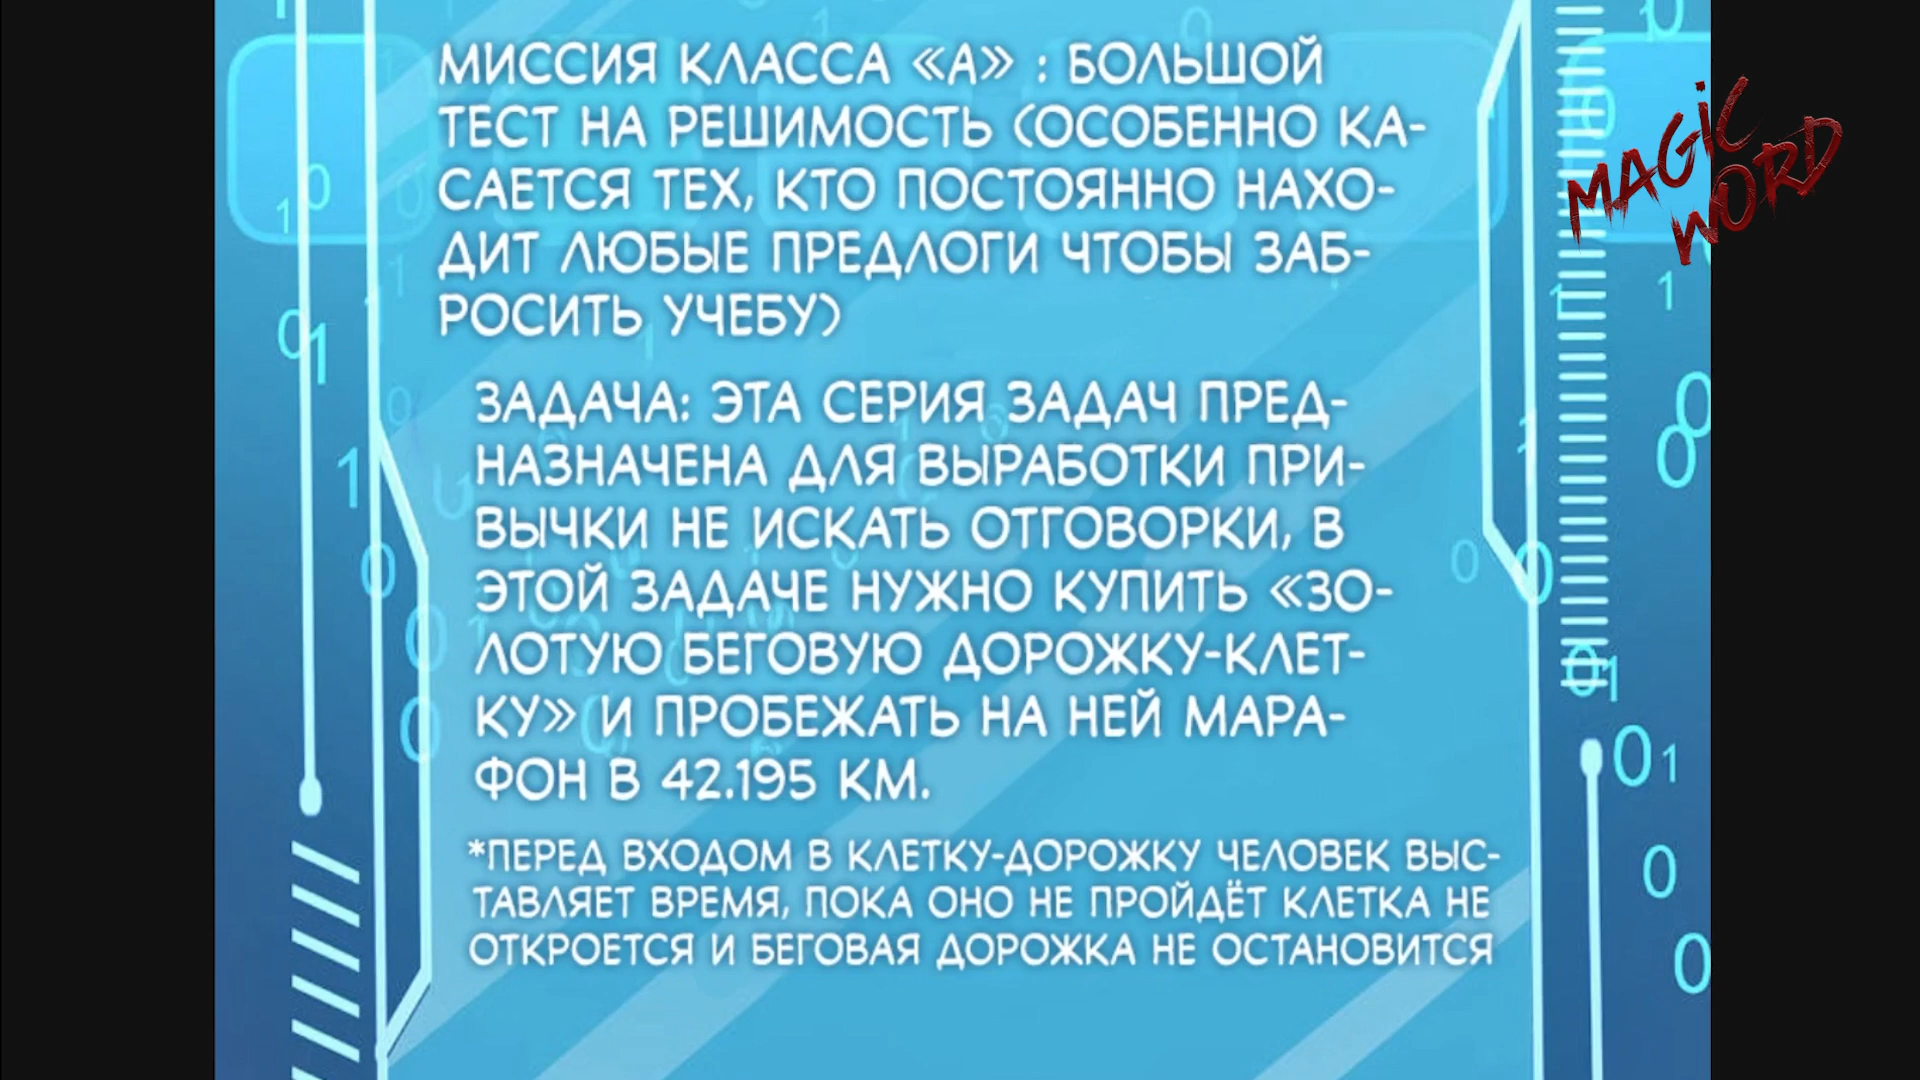 МИССИЯ КЛАССА «А» : БОЛЬШОЙ
ТЕСТ НА РЕШИМОСТЬ (ОСОБЕННО КА-
САЕТСЯ ТЕХ, КТО ПОСТОЯННО НАХО-
ДИТ ЛЮБЫЕ ПРЕДЛОГИ ЧТОБЫ ЗАБ-
РОСИТЬ УЧЕБУ)
ЗАДАЧА: ЭТА СЕРИЯ ЗАДАЧ ПРЕД-
НАЗНАЧЕНА ДЛЯ ВЫРАБОТКИ ПРИ-
ВЫЧКИ НЕ ИСКАТЬ ОТГОВОРКИ, В
ЭТОЙ ЗАДАЧЕ НУЖНО КУПИТЬ «ЗО-
ЛОТУЮ БЕГОВУЮ ДОРОЖКУ-КЛЕТ-
КУ» И ПРОБЕЖАТЬ НА НЕЙ МАРА-
ФОН В 42.195 КМ.
*ПЕРЕД ВХОДОМ В КЛЕТКУ-ДОРОЖКУ ЧЕЛОВЕК ВЫС-
ТАВЛЯЕТ ВРЕМЯ, ПОКА ОНО НЕ ПРОЙДЁТ КЛЕТКА НЕ
ОТКРОЕТСЯ И БЕГОВАЯ ДОРОЖКА НЕ ОСТАНОВИТСЯ
MAGIC
WORD